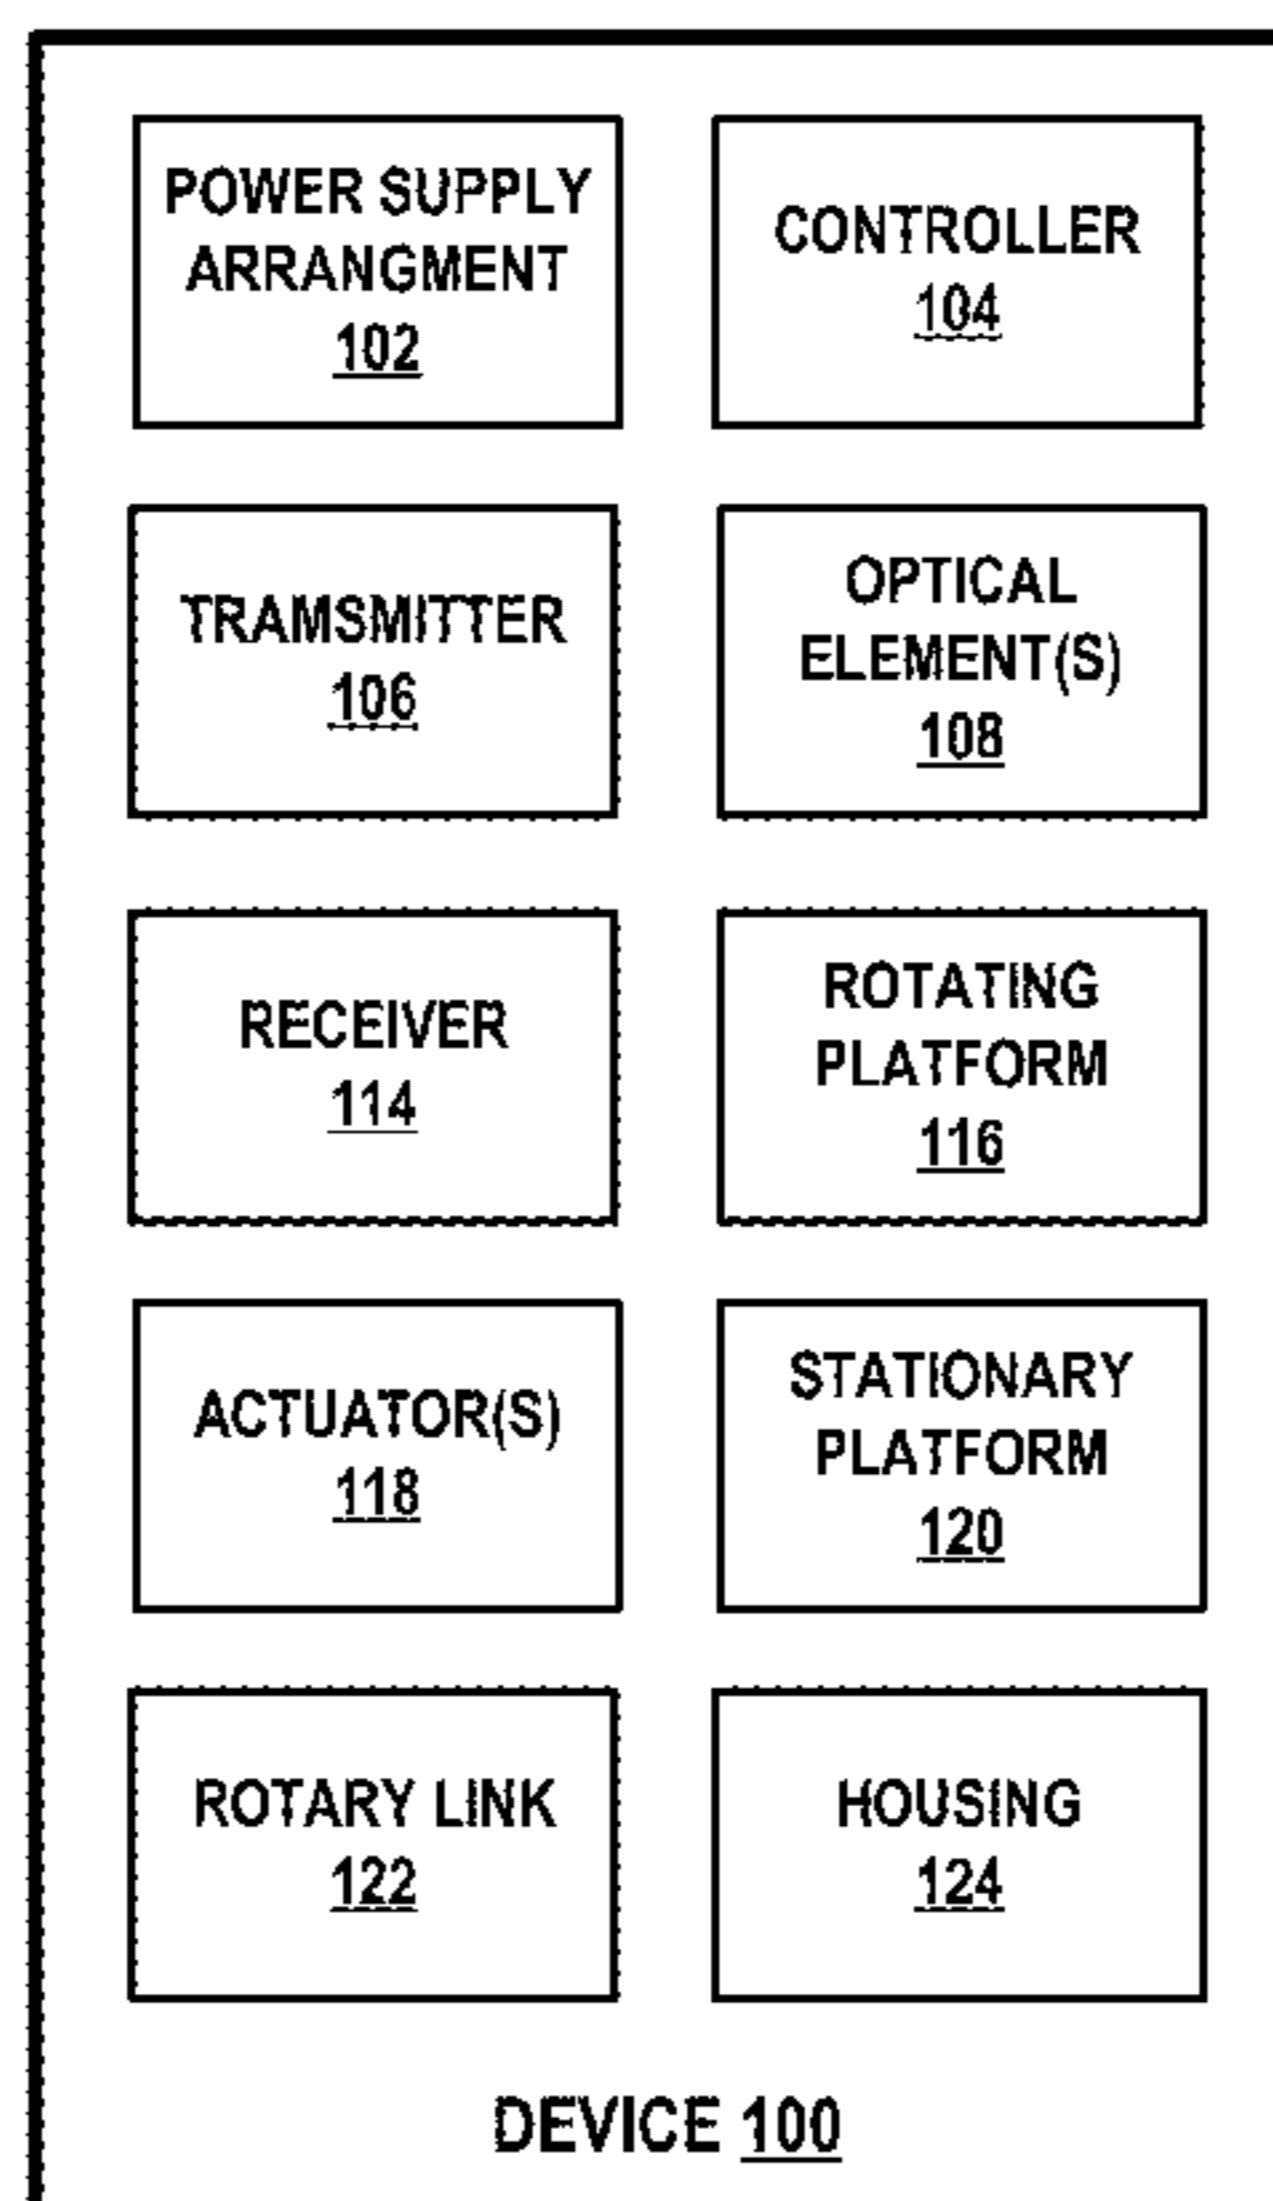 POWER SUPPLY
ARRANGMENT
102
CONTROLLER
104
TRAMSMITTER
106
OPTICAL
ELEMENT(S)
108
RECEIVER
114
ROTATING
PLATFORM
116
ACTUATOR(S)
118
STATIONARY
PLATFORM
120
ROTARY LINK
122
HOUSING
124
DEVICE 100